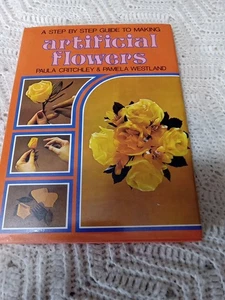 A STEP BY STEP GUIDE TO MAKING
artificial
flowers
PAULA CRITCHLEY & PAMELA WESTLAND